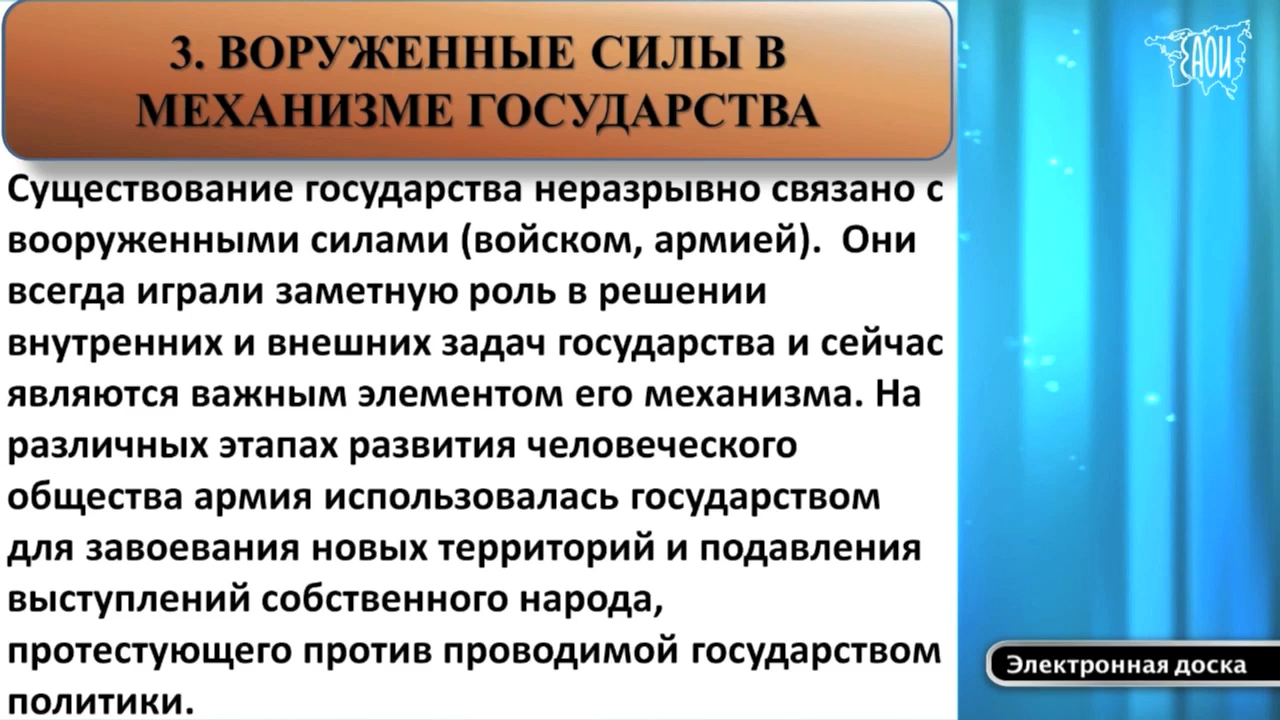 3. ВОРУЖЕННЫЕ СИЛЫ В
МЕХАНИЗМЕ ГОСУДАРСТВА
Существование государства неразрывно связано с
вооруженными силами (войском, армией). Они
всегда играли заметную роль в решении
внутренних и внешних задач государства и сейчас
являются важным элементом его механизма. На
различных этапах развития человеческого
общества армия использовалась государством
для завоевания новых территорий и подавления
выступлений собственного народа,
протестующего против проводимой государством
политики.
ЕАОИ
Электронная доска